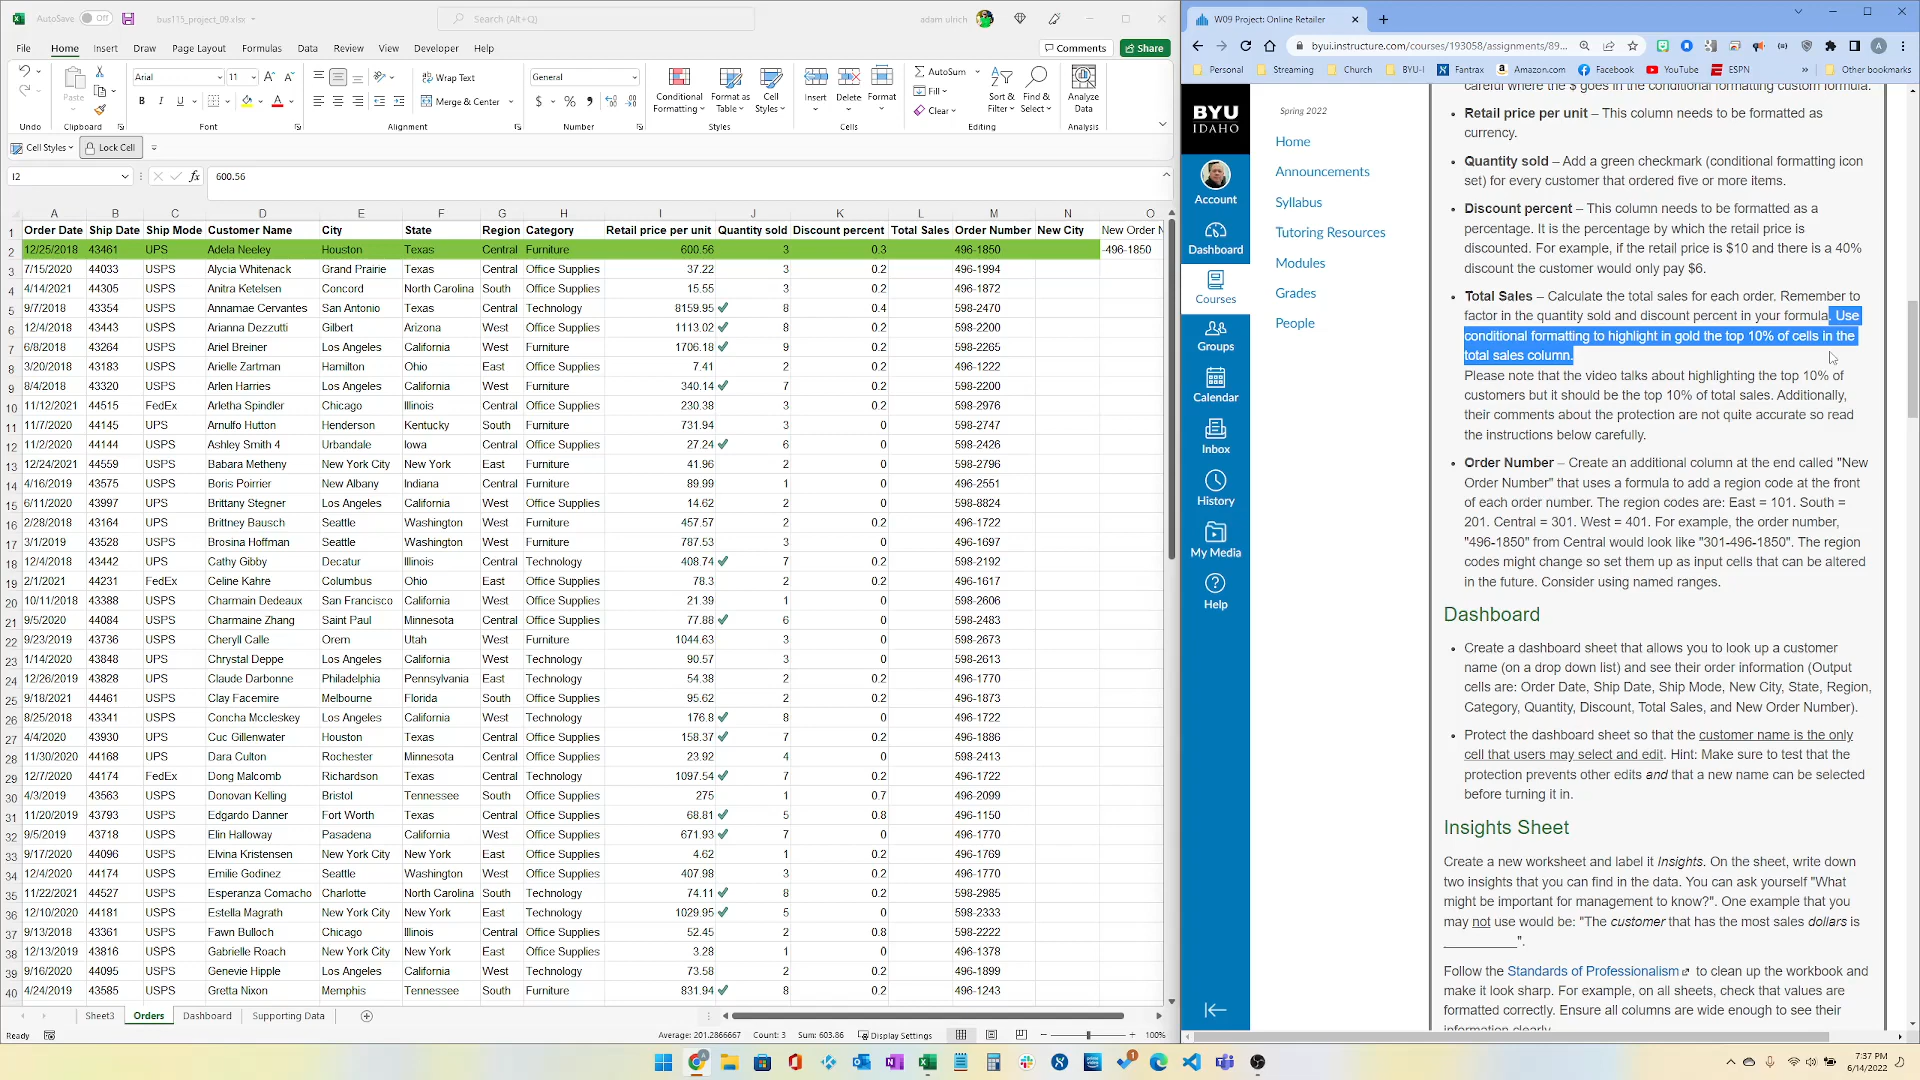 AutoSave Off bus115_project_09.xlsx Search (Alt+Q) adam ulrich
File Home Insert Draw Page Layout Formulas Data Review View Developer Help Comments Share
Paste Arial 11 Wrap Text General Conditional Formatting Format as Table Cell Styles Insert Delete Format AutoSum Fill Clear Sort & Filter Find & Select Analyze Data
Merge & Center
Undo Clipboard Font Alignment Number Styles Cells Editing Analysis
Cell Styles Lock Cell
I2 fx 600.56
A B C D E F G H I J K L M N O
1 Order Date Ship Date Ship Mode Customer Name City State Region Category Retail price per unit Quantity sold Discount percent Total Sales Order Number New City New Order N
2 12/25/2018 43461 UPS Adela Neeley Houston Texas Central Furniture 600.56 3 0.3 496-1850 -496-1850
3 7/15/2020 44033 USPS Alycia Whitenack Grand Prairie Texas Central Office Supplies 37.22 3 0.2 496-1994
4 4/14/2021 44305 USPS Anitra Ketelsen Concord North Carolina South Office Supplies 15.55 3 0.2 496-1872
5 9/7/2018 43354 USPS Annamae Cervantes San Antonio Texas Central Technology 8159.95 8 0.4 598-2470
6 12/4/2018 43443 USPS Arianna Dezzutti Gilbert Arizona West Office Supplies 1113.02 8 0.2 598-2200
7 6/8/2018 43264 USPS Ariel Breiner Los Angeles California West Office Supplies 1706.18 9 0.2 598-2265
8 3/20/2018 43183 UPS Arielle Zartman Hamilton Ohio East Office Supplies 7.41 2 0.2 496-1222
9 8/4/2018 43320 USPS Arlen Harries Los Angeles California West Office Supplies 340.14 7 0.2 598-2200
10 11/12/2021 44515 FedEx Arletha Spindler Chicago Illinois Central Office Supplies 230.38 3 0.2 598-2976
11 11/7/2020 44145 UPS Arnulfo Hutton Henderson Kentucky South Furniture 731.94 3 0 598-2747
12 11/2/2020 44144 USPS Ashley Smith 4 Urbandale Iowa Central Office Supplies 27.24 6 0 598-2426
13 12/24/2021 44559 USPS Babara Metheny New York City New York East Furniture 41.96 2 0 598-2796
14 4/16/2019 43575 USPS Boris Poirrier New Albany Indiana Central Furniture 89.99 1 0 496-2551
15 6/11/2020 43997 UPS Brittany Stegner Los Angeles California West Office Supplies 14.62 2 0 598-8824
16 2/28/2018 43164 UPS Brittney Bausch Seattle Washington West Furniture 457.57 2 0.2 496-1722
17 3/1/2019 43528 UPS Brosina Hoffman Seattle Washington West Furniture 787.53 3 0 496-1697
18 12/4/2018 43442 UPS Cathy Gibby Decatur Illinois Central Technology 408.74 7 0.2 598-2192
19 2/1/2021 44231 FedEx Celine Kahre Columbus Ohio East Office Supplies 78.3 2 0.2 496-1617
20 10/11/2018 43388 UPS Charmain Dedeaux San Francisco California West Office Supplies 21.39 1 0 598-2606
21 9/5/2020 44084 USPS Charmaine Zhang Saint Paul Minnesota Central Office Supplies 77.88 6 0 598-2483
22 9/23/2019 43736 UPS Cheryll Calle Orem Utah West Furniture 1044.63 3 0 598-2673
23 1/14/2020 43848 UPS Chrystal Deppe Los Angeles California West Technology 90.57 3 0 598-2613
24 12/26/2019 43828 UPS Claude Darbonne Philadelphia Pennsylvania East Technology 54.38 2 0.2 496-1770
25 9/18/2021 44461 USPS Clay Facemire Melbourne Florida South Office Supplies 95.62 2 0.2 496-1873
26 8/25/2018 43341 USPS Concha Mccleskey Los Angeles California West Technology 176.8 8 0 496-1722
27 4/4/2020 43930 UPS Cuc Gillenwater Houston Texas Central Technology 158.37 7 0.2 496-1886
28 11/30/2020 44168 UPS Dara Culton Rochester Minnesota Central Office Supplies 23.92 4 0 598-2413
29 12/7/2020 44174 FedEx Dong Malcomb Richardson Texas Central Technology 1097.54 7 0.2 496-1722
30 4/3/2019 43563 USPS Donovan Kelling Bristol Tennessee South Office Supplies 275 1 0.7 496-2099
31 11/20/2019 43793 UPS Edgardo Danner Fort Worth Texas Central Office Supplies 68.81 5 0.8 496-1150
32 9/5/2019 43718 UPS Elin Halloway Pasadena California West Office Supplies 671.93 7 0 496-1770
33 9/17/2020 44096 USPS Elvina Kristensen New York City New York East Office Supplies 4.62 1 0.2 496-1769
34 12/4/2020 44174 USPS Emilie Godinez Seattle Washington West Furniture 407.98 3 0.2 496-1770
35 11/22/2021 44527 USPS Esperanza Comacho Charlotte North Carolina South Technology 74.11 8 0.2 598-2985
36 12/10/2020 44181 USPS Estella Magrath New York City New York East Technology 1029.95 5 0 598-2333
37 9/13/2018 43361 USPS Fawn Bulloch Chicago Illinois Central Office Supplies 52.45 2 0.8 598-2222
38 12/13/2019 43816 UPS Gabrielle Roach New York City New York East Furniture 3.28 1 0 496-1378
39 9/16/2020 44095 USPS Genevie Hipple Los Angeles California West Technology 73.58 2 0.2 496-1899
40 4/24/2019 43585 USPS Gretta Nixon Memphis Tennessee South Furniture 831.94 8 0.2 496-1243
Sheet3 Orders Dashboard Supporting Data
Ready Average: 201.2866667 Count: 3 Sum: 603.86 Display Settings 100%
W09 Project: Online Retailer
byui.instructure.com/courses/193058/assignments/89...
Personal Streaming Church BYU-I Fantrax Amazon.com Facebook YouTube ESPN » Other bookmarks
BYU
IDAHO
Account
Dashboard
Courses
Groups
Calendar
Inbox
History
My Media
Help
Spring 2022
Home
Announcements
Syllabus
Tutoring Resources
Modules
Grades
People
careful where the $ goes in the conditional formatting custom formula.
• Retail price per unit – This column needs to be formatted as
currency.
• Quantity sold – Add a green checkmark (conditional formatting icon
set) for every customer that ordered five or more items.
• Discount percent – This column needs to be formatted as a
percentage. It is the percentage by which the retail price is
discounted. For example, if the retail price is $10 and there is a 40%
discount the customer would only pay $6.
• Total Sales – Calculate the total sales for each order. Remember to
factor in the quantity sold and discount percent in your formula. Use
conditional formatting to highlight in gold the top 10% of cells in the
total sales column.
Please note that the video talks about highlighting the top 10% of
customers but it should be the top 10% of total sales. Additionally,
their comments about the protection are not quite accurate so read
the instructions below carefully.
• Order Number – Create an additional column at the end called "New
Order Number" that uses a formula to add a region code at the front
of each order number. The region codes are: East = 101. South =
201. Central = 301. West = 401. For example, the order number,
"496-1850" from Central would look like "301-496-1850". The region
codes might change so set them up as input cells that can be altered
in the future. Consider using named ranges.
Dashboard
• Create a dashboard sheet that allows you to look up a customer
name (on a drop down list) and see their order information (Output
cells are: Order Date, Ship Date, Ship Mode, New City, State, Region,
Category, Quantity, Discount, Total Sales, and New Order Number).
• Protect the dashboard sheet so that the customer name is the only
cell that users may select and edit. Hint: Make sure to test that the
protection prevents other edits and that a new name can be selected
before turning it in.
Insights Sheet
Create a new worksheet and label it Insights. On the sheet, write down
two insights that you can find in the data. You can ask yourself "What
might be important for management to know?". One example that you
may not use would be: "The customer that has the most sales dollars is
__________".
Follow the Standards of Professionalism to clean up the workbook and
make it look sharp. For example, on all sheets, check that values are
formatted correctly. Ensure all columns are wide enough to see their
information clearly.
7:37 PM
6/14/2022